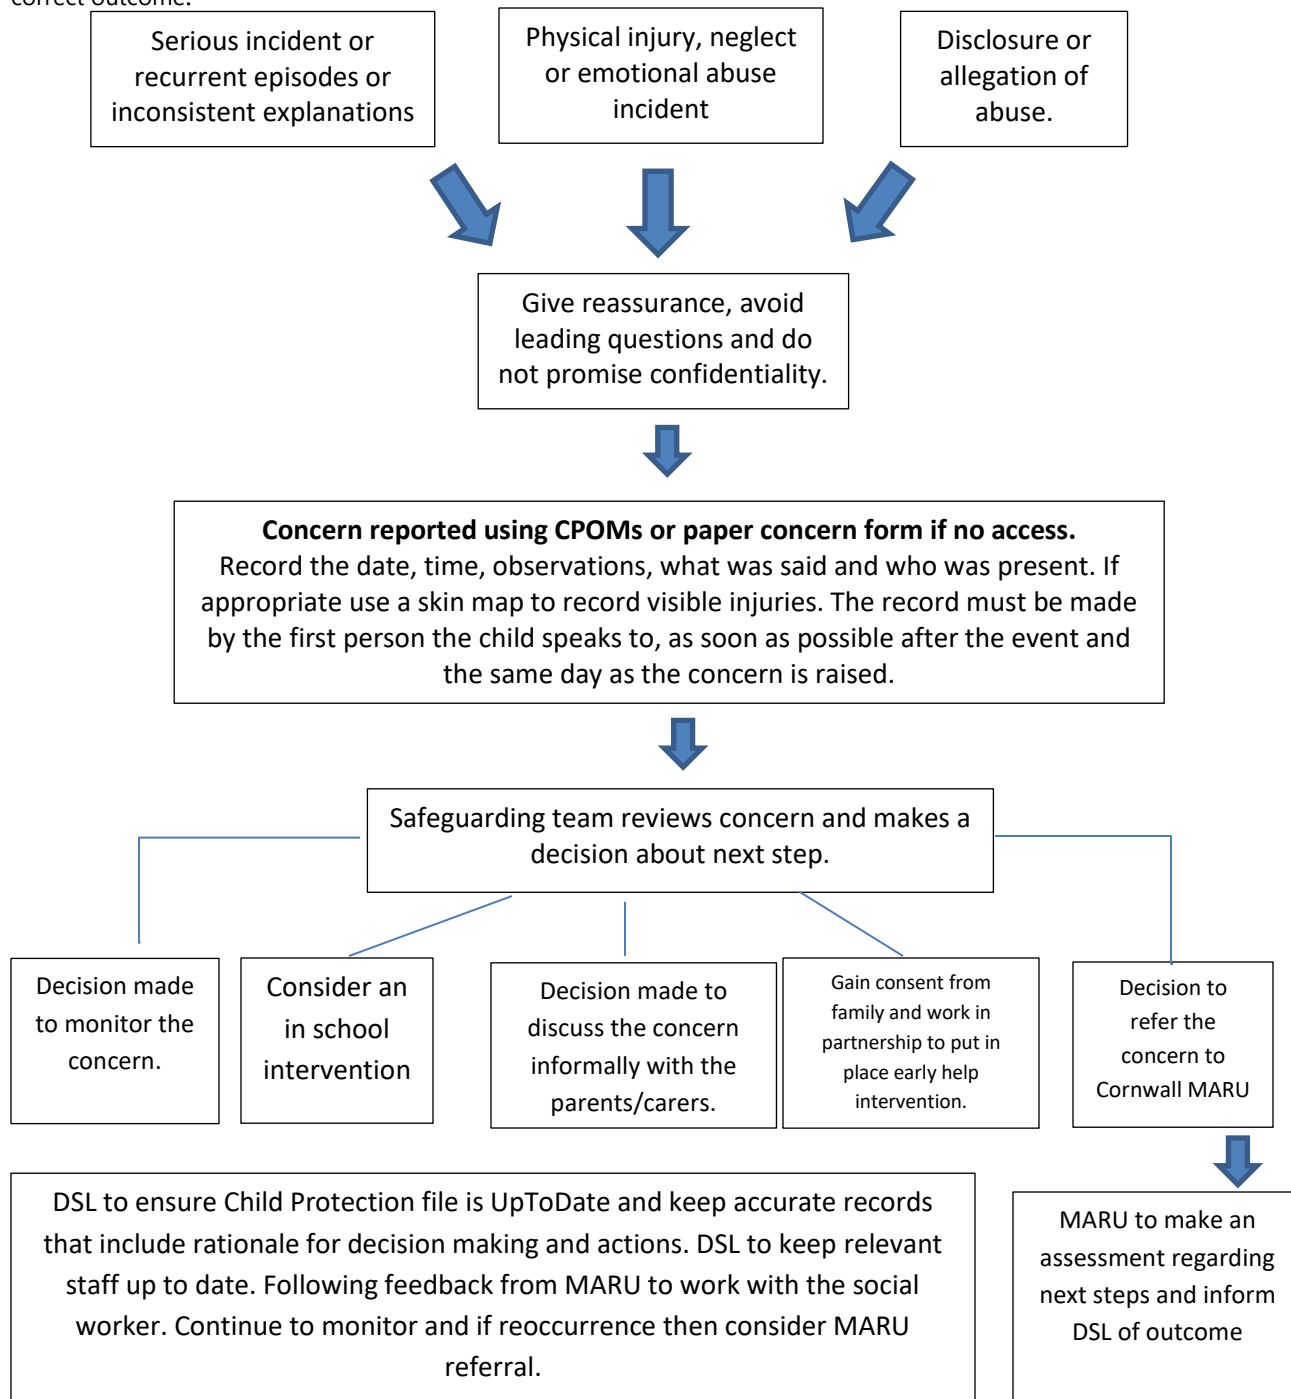 correct outcome.
Serious incident or
recurrent episodes or
inconsistent explanations
Physical injury, neglect
or emotional abuse
incident
Disclosure or
allegation of
abuse.
Give reassurance, avoid
leading questions and do
not promise confidentiality.
Concern reported using CPOMs or paper concern form if no access.
Record the date, time, observations, what was said and who was present. If
appropriate use a skin map to record visible injuries. The record must be made
by the first person the child speaks to, as soon as possible after the event and
the same day as the concern is raised.
Safeguarding team reviews concern and makes a
decision about next step.
Decision made
to monitor the
concern.
Consider an
in school
intervention
Decision made to
discuss the concern
informally with the
parents/carers.
Gain consent from
family and work in
partnership to put in
place early help
intervention.
Decision to
refer the
concern to
Cornwall MARU
DSL to ensure Child Protection file is UpToDate and keep accurate records
that include rationale for decision making and actions. DSL to keep relevant
staff up to date. Following feedback from MARU to work with the social
worker. Continue to monitor and if reoccurrence then consider MARU
referral.
MARU to make an
assessment regarding
next steps and inform
DSL of outcome